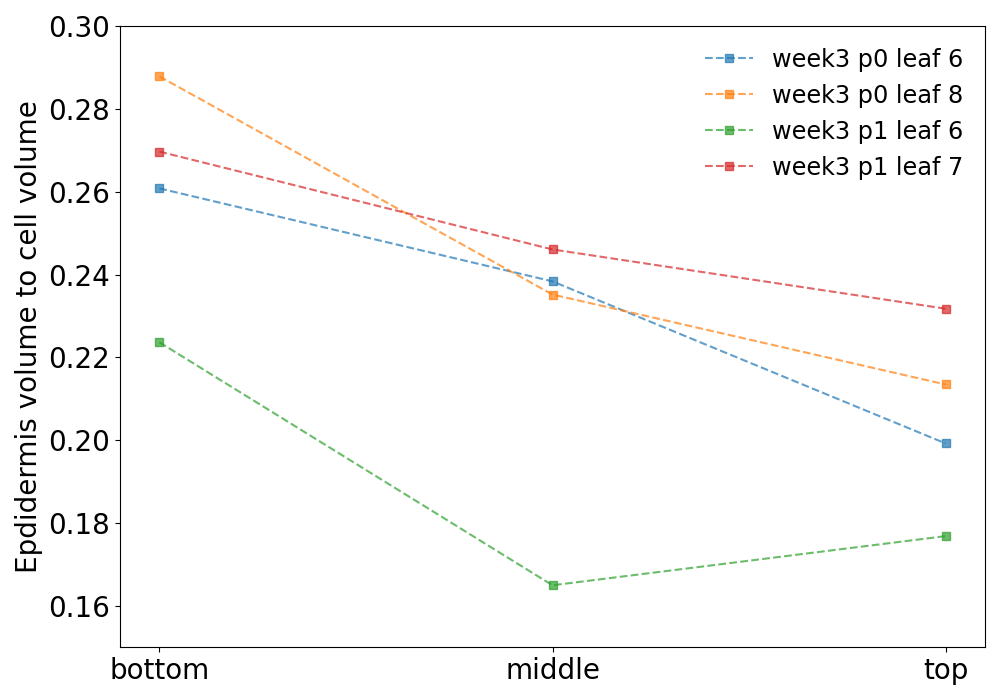 Epdidermis volume to cell volume
0.30
0.28
0.26
0.24
0.22
0.20
0.18
0.16
bottom
middle
top
week3 p0 leaf 6
week3 p0 leaf 8
week3 p1 leaf 6
week3 p1 leaf 7